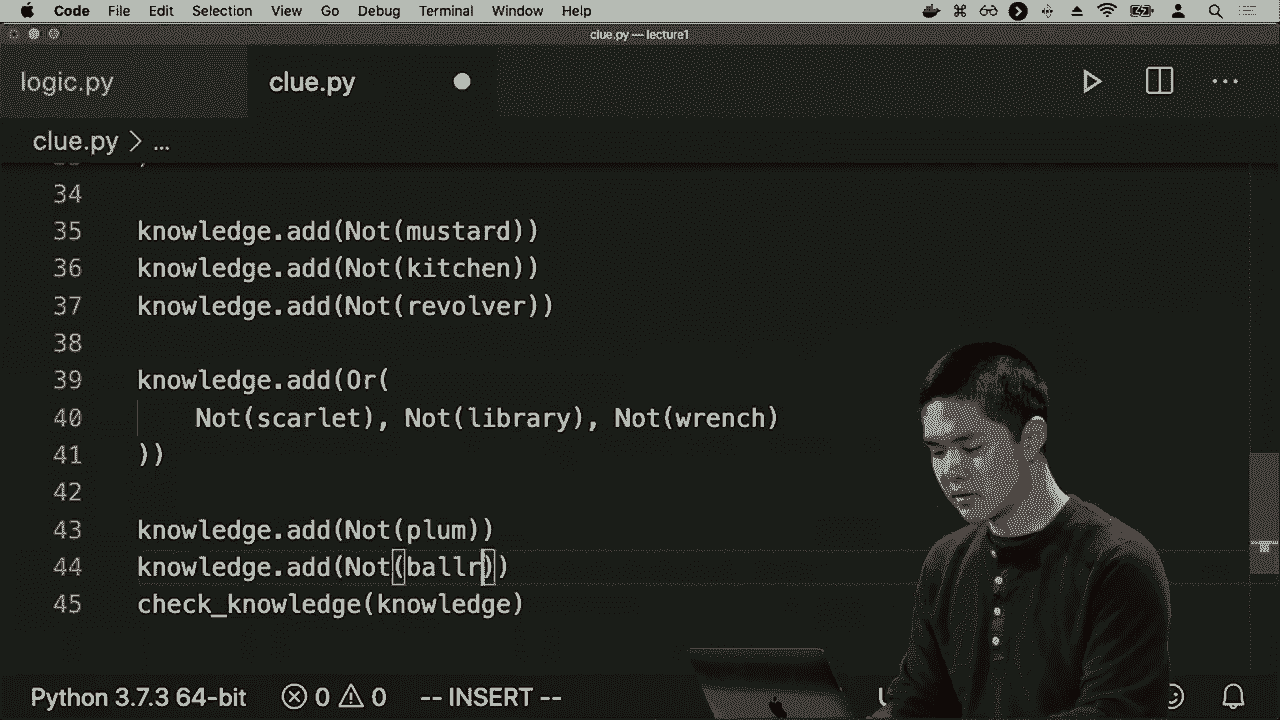 Code File Edit Selection View Go Debug Terminal Window Help
clue.py — lecture1
logic.py
clue.py
clue.py > ...
34
35 knowledge.add(Not(mustard))
36 knowledge.add(Not(kitchen))
37 knowledge.add(Not(revolver))
38
39 knowledge.add(Or(
40 Not(scarlet), Not(library), Not(wrench)
41 ))
42
43 knowledge.add(Not(plum))
44 knowledge.add(Not(ballr))
45 check_knowledge(knowledge)
Python 3.7.3 64-bit 0 0 -- INSERT --